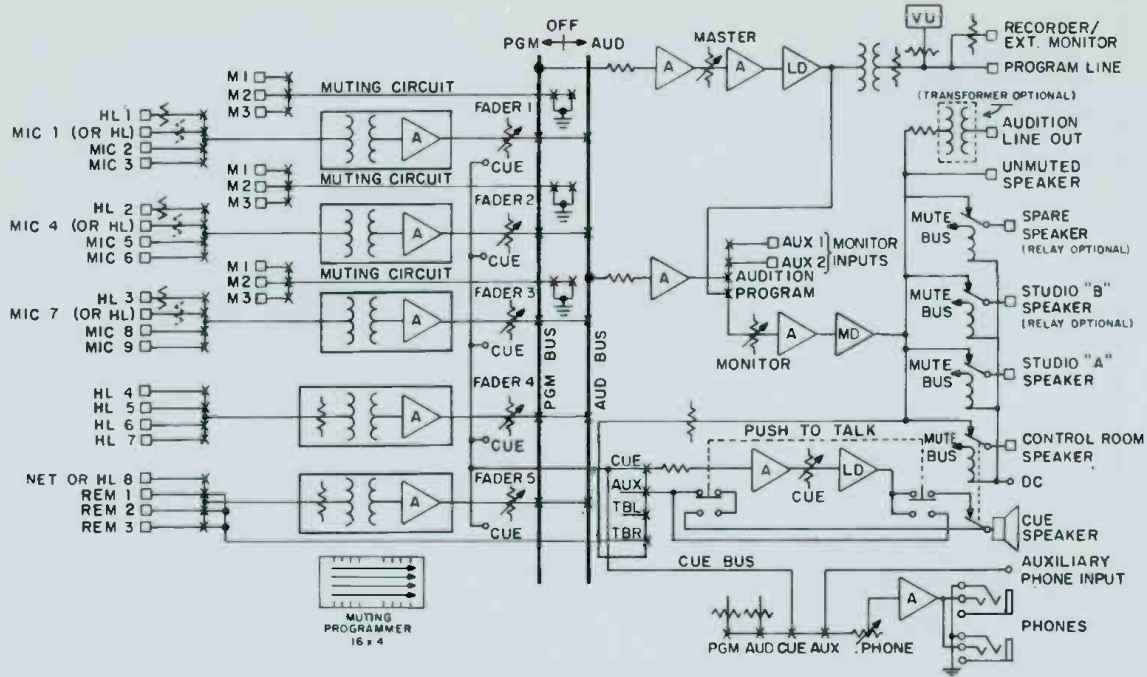 OFF
PGM AUD
VU
RECORDER/
EXT. MONITOR
PROGRAM LINE
MASTER
A
A
LD
M1
M2
M3
MUTING CIRCUIT
FADER 1
HL 1
MIC 1 (OR HL)
MIC 2
MIC 3
A
CUE
(TRANSFORMER OPTIONAL)
AUDITION
LINE OUT
UNMUTED
SPEAKER
M1
M2
M3
MUTING CIRCUIT
FADER 2
HL 2
MIC 4 (OR HL)
MIC 5
MIC 6
A
CUE
MUTE
BUS
SPARE
SPEAKER
(RELAY OPTIONAL)
AUX 1
AUX 2
MONITOR
INPUTS
AUDITION
PROGRAM
A
M1
M2
M3
MUTING CIRCUIT
FADER 3
HL 3
MIC 7 (OR HL)
MIC 8
MIC 9
A
CUE
PGM BUS
AUD BUS
MONITOR
A
MD
MUTE
BUS
STUDIO "B"
SPEAKER
(RELAY OPTIONAL)
MUTE
BUS
STUDIO "A"
SPEAKER
HL 4
HL 5
HL 6
HL 7
A
FADER 4
CUE
PUSH TO TALK
MUTE
BUS
CONTROL ROOM
SPEAKER
DC
NET OR HL 8
REM 1
REM 2
REM 3
A
FADER 5
CUE
CUE
AUX
TBL
TBR
A
CUE
LD
CUE
SPEAKER
CUE BUS
AUXILIARY
PHONE INPUT
MUTING
PROGRAMMER
16 x 4
PGM AUD CUE AUX PHONE
A
PHONES